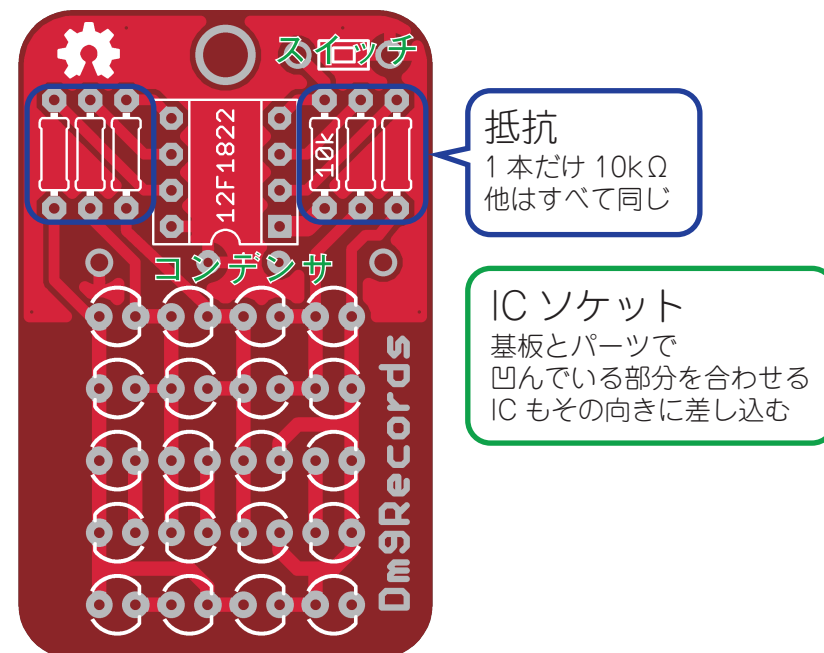 スイッチ
10k
12F1822
コンデンサ
Dm9Records
抵抗
1本だけ 10kΩ
他はすべて同じ
IC ソケット
基板とパーツで
凹んでいる部分を合わせる
IC もその向きに差し込む